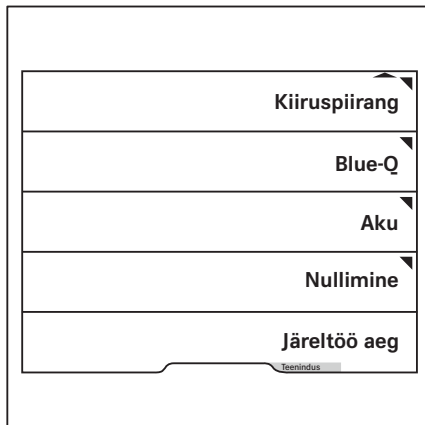 Kiiruspiirang
Blue-Q
Aku
Nullimine
Järeltöö aeg
Teenindus